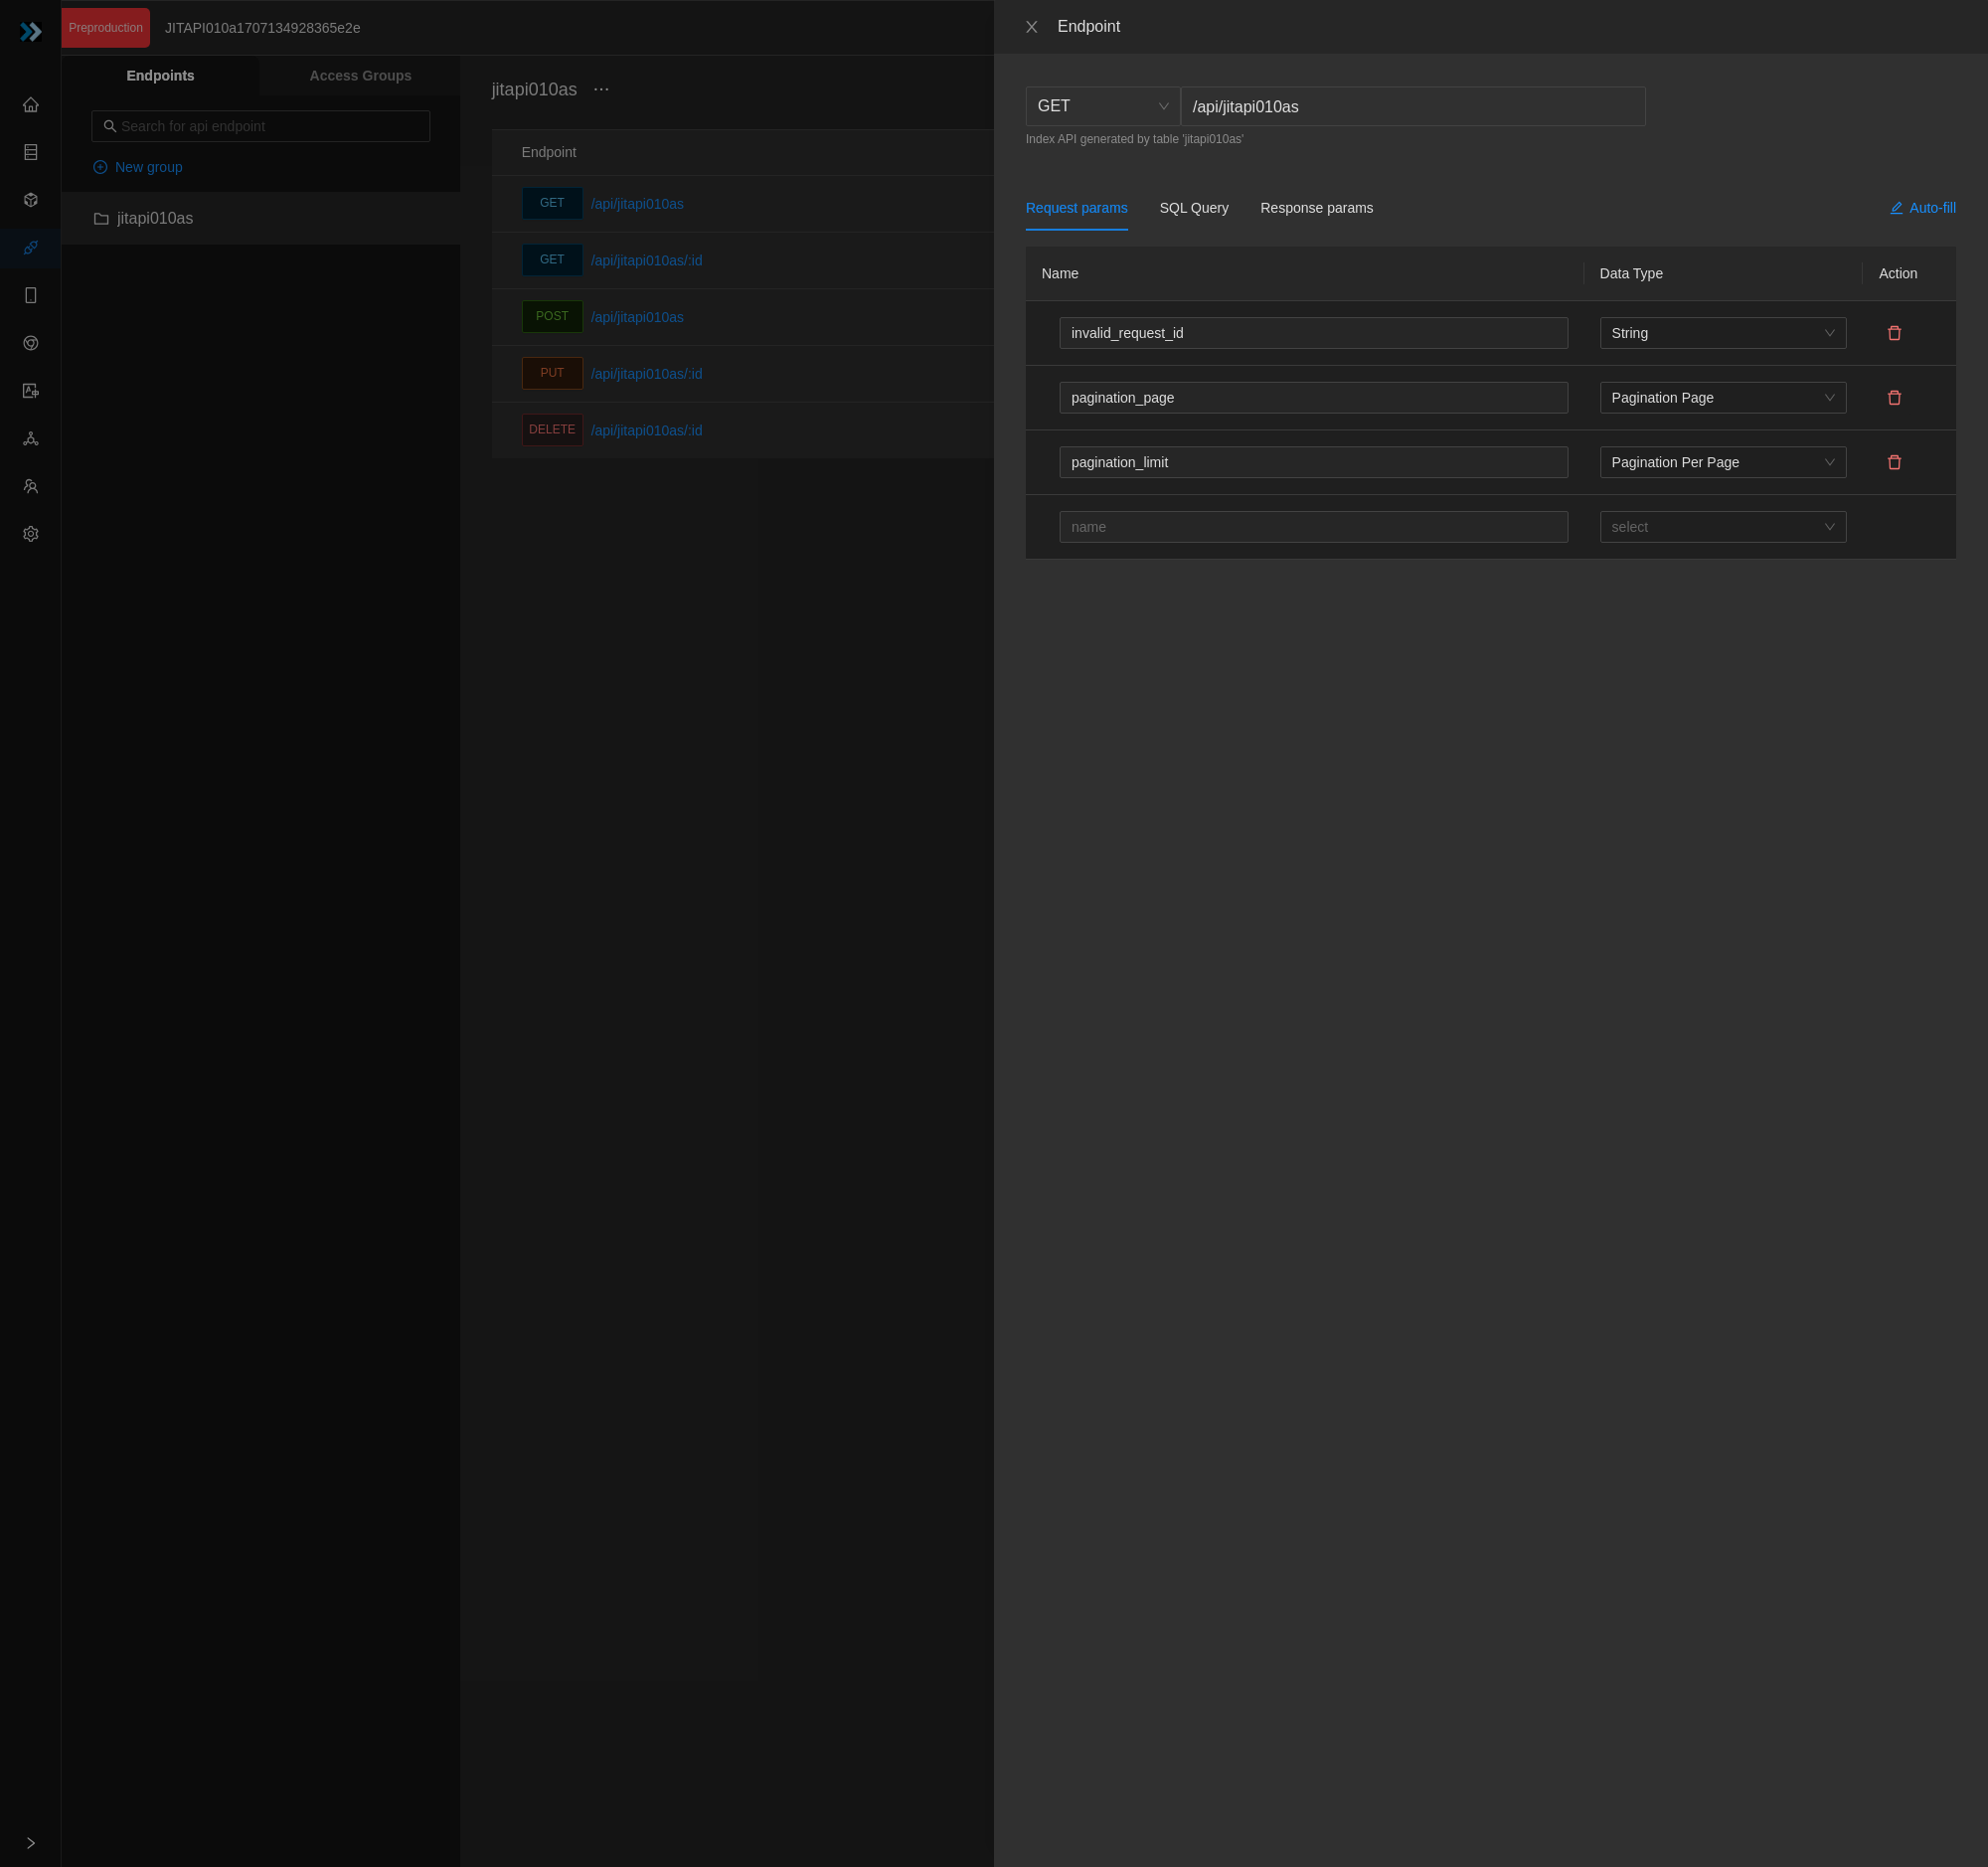 Preproduction
JITAPI010a1707134928365e2e
Endpoints
Access Groups
Search for api endpoint
New group
jitapi010as
jitapi010as
Endpoint
GET /api/jitapi010as
GET /api/jitapi010as/:id
POST /api/jitapi010as
PUT /api/jitapi010as/:id
DELETE /api/jitapi010as/:id
Endpoint
GET /api/jitapi010as
Index API generated by table 'jitapi010as'
Request params SQL Query Response params Auto-fill
Name Data Type Action
invalid_request_id String
pagination_page Pagination Page
pagination_limit Pagination Per Page
name select